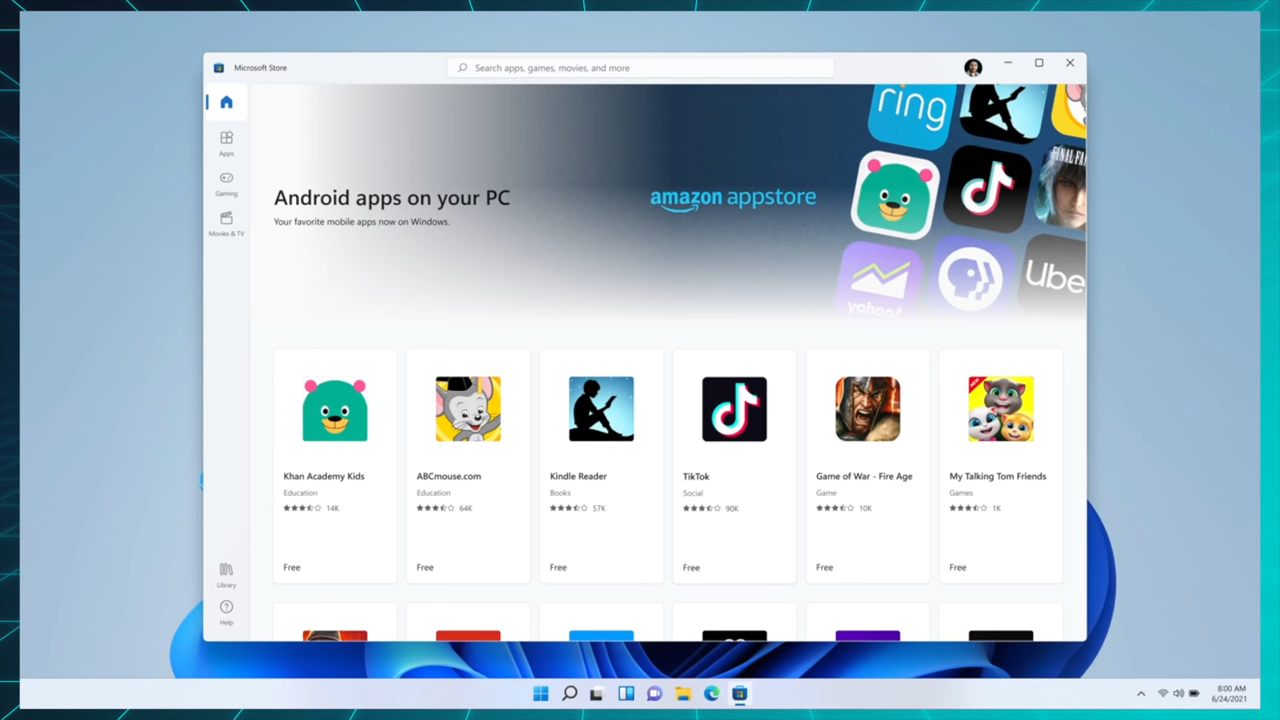 Microsoft Store
Search apps, games, movies, and more
Apps
Gaming
Movies & TV
Library
Help
Android apps on your PC
Your favorite mobile apps now on Windows.
amazon appstore
ring
FINAL FA
yahoo!
Uber
Khan Academy Kids
Education
14K
Free
ABCmouse.com
Education
64K
Free
Kindle Reader
Books
57K
Free
TikTok
Social
90K
Free
Game of War - Fire Age
Game
10K
Free
NEW
My Talking Tom Friends
Games
1K
Free
8:00 AM
6/24/2021